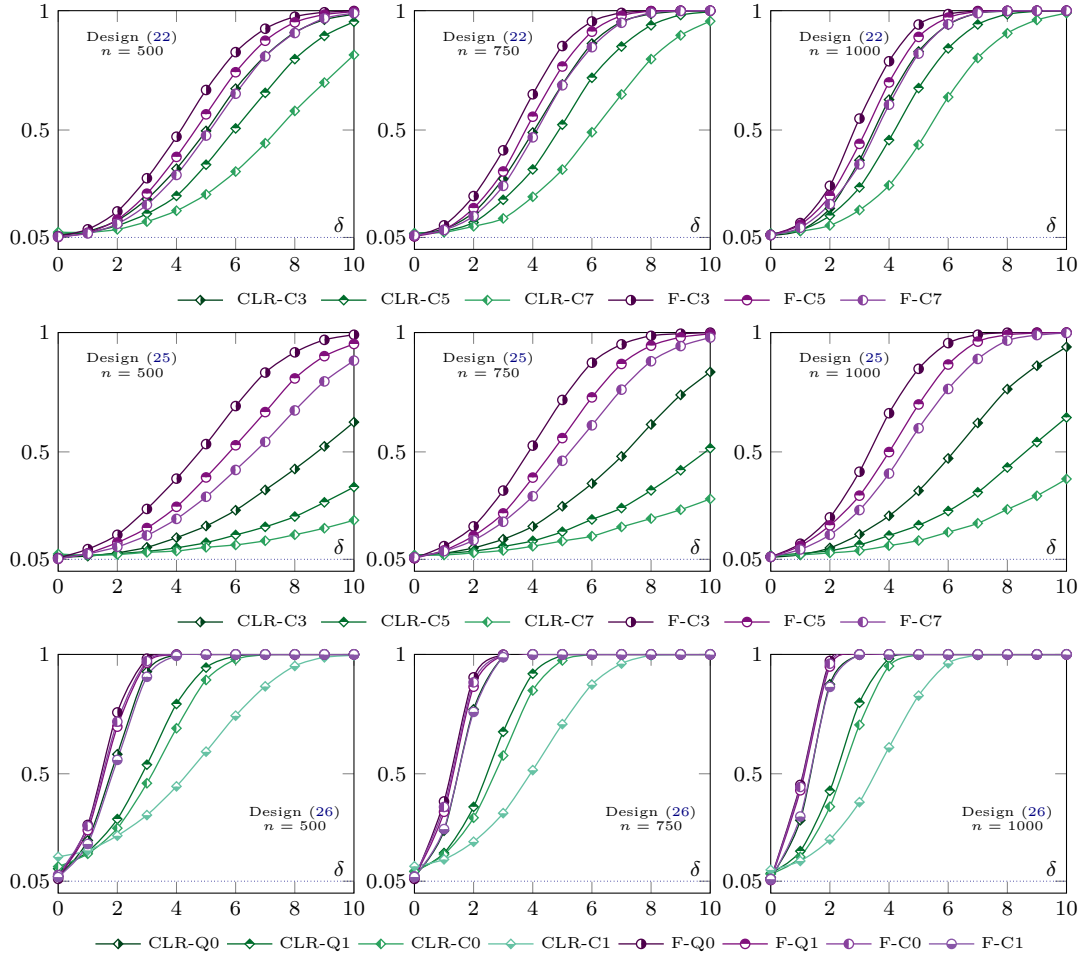 1
0.5
0.05
0 2 4 6 8 10
Design (22)
n = 500
δ
1
0.5
0.05
0 2 4 6 8 10
Design (22)
n = 750
δ
1
0.5
0.05
0 2 4 6 8 10
Design (22)
n = 1000
δ
CLR-C3 CLR-C5 CLR-C7 F-C3 F-C5 F-C7
1
0.5
0.05
0 2 4 6 8 10
Design (25)
n = 500
δ
1
0.5
0.05
0 2 4 6 8 10
Design (25)
n = 750
δ
1
0.5
0.05
0 2 4 6 8 10
Design (25)
n = 1000
δ
CLR-C3 CLR-C5 CLR-C7 F-C3 F-C5 F-C7
1
0.5
0.05
0 2 4 6 8 10
Design (26)
n = 500
δ
1
0.5
0.05
0 2 4 6 8 10
Design (26)
n = 750
δ
1
0.5
0.05
0 2 4 6 8 10
Design (26)
n = 1000
δ
CLR-Q0 CLR-Q1 CLR-C0 CLR-C1 F-Q0 F-Q1 F-C0 F-C1